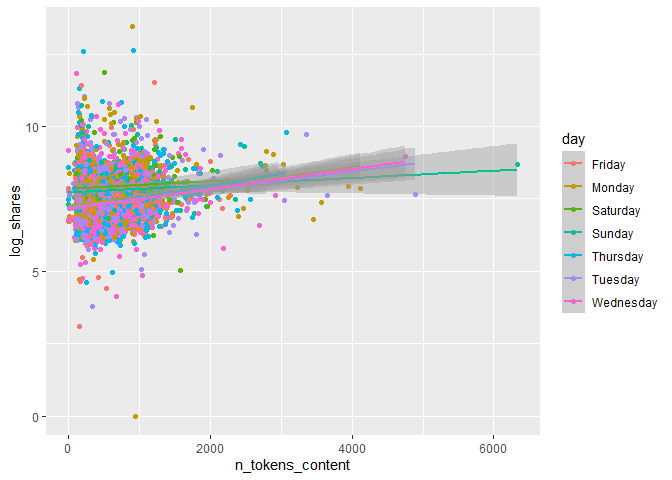 10
5
0
log_shares
0
2000
4000
6000
n_tokens_content
day
Friday
Monday
Saturday
Sunday
Thursday
Tuesday
Wednesday